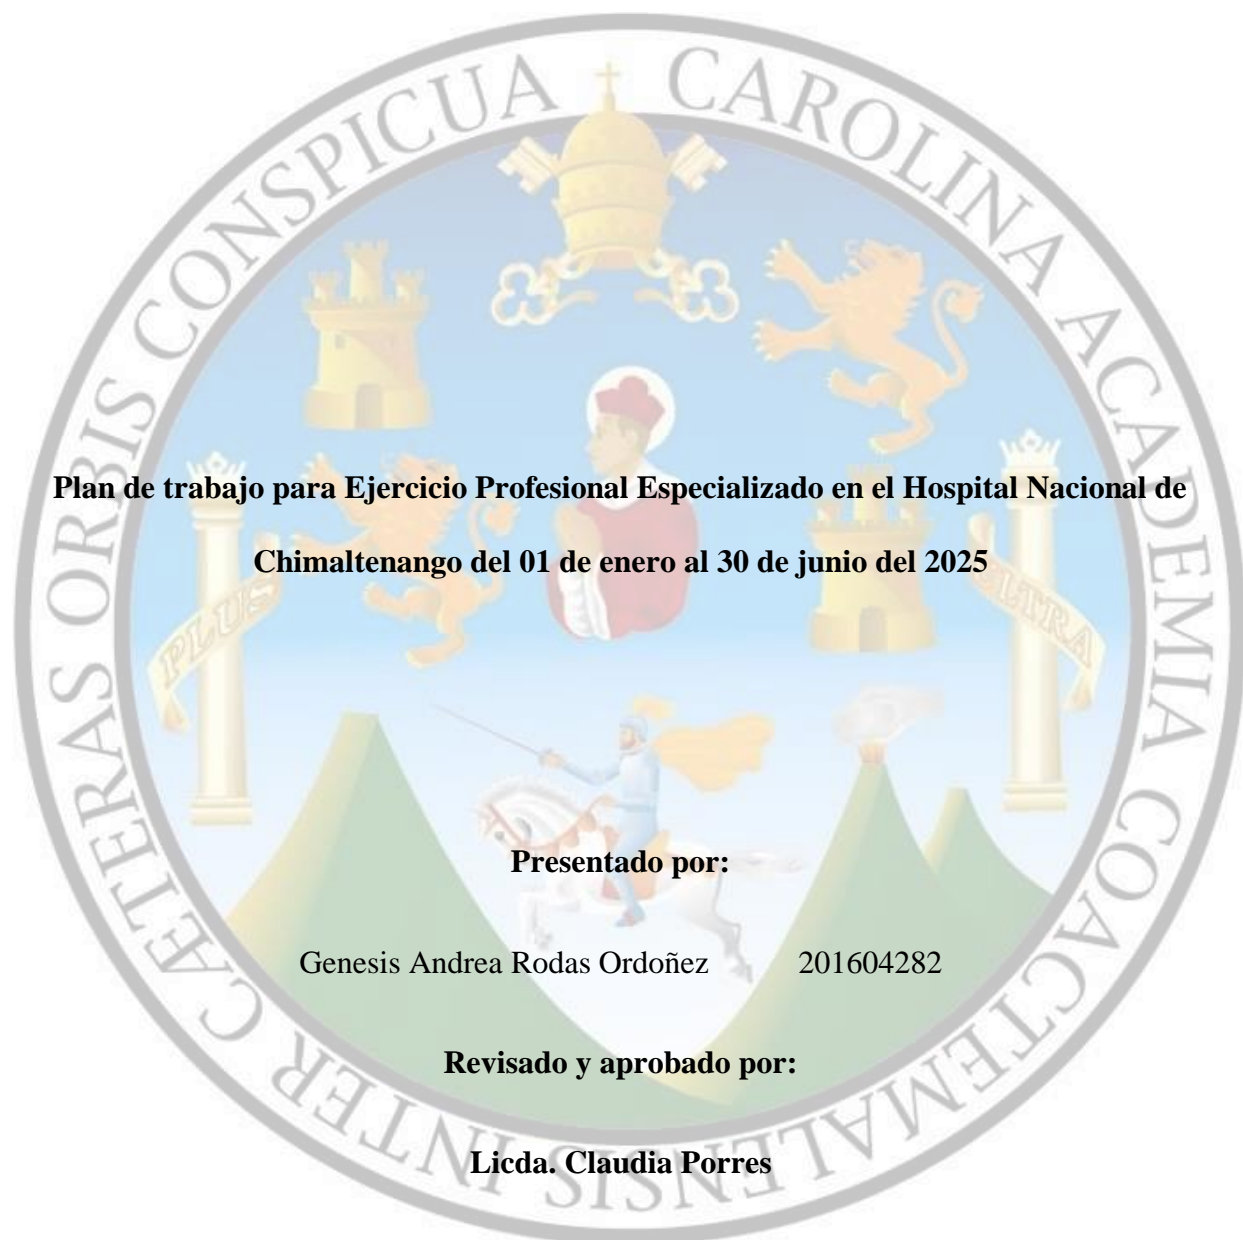 CAROLINA ACADEMIA COACTEMALENSIS INTER CÆTERAS ORBIS CONSPICUA
Plan de trabajo para Ejercicio Profesional Especializado en el Hospital Nacional de
Chimaltenango del 01 de enero al 30 de junio del 2025
PLUS
ULTRA
Presentado por:
Genesis Andrea Rodas Ordoñez 201604282
Revisado y aprobado por:
Licda. Claudia Porres